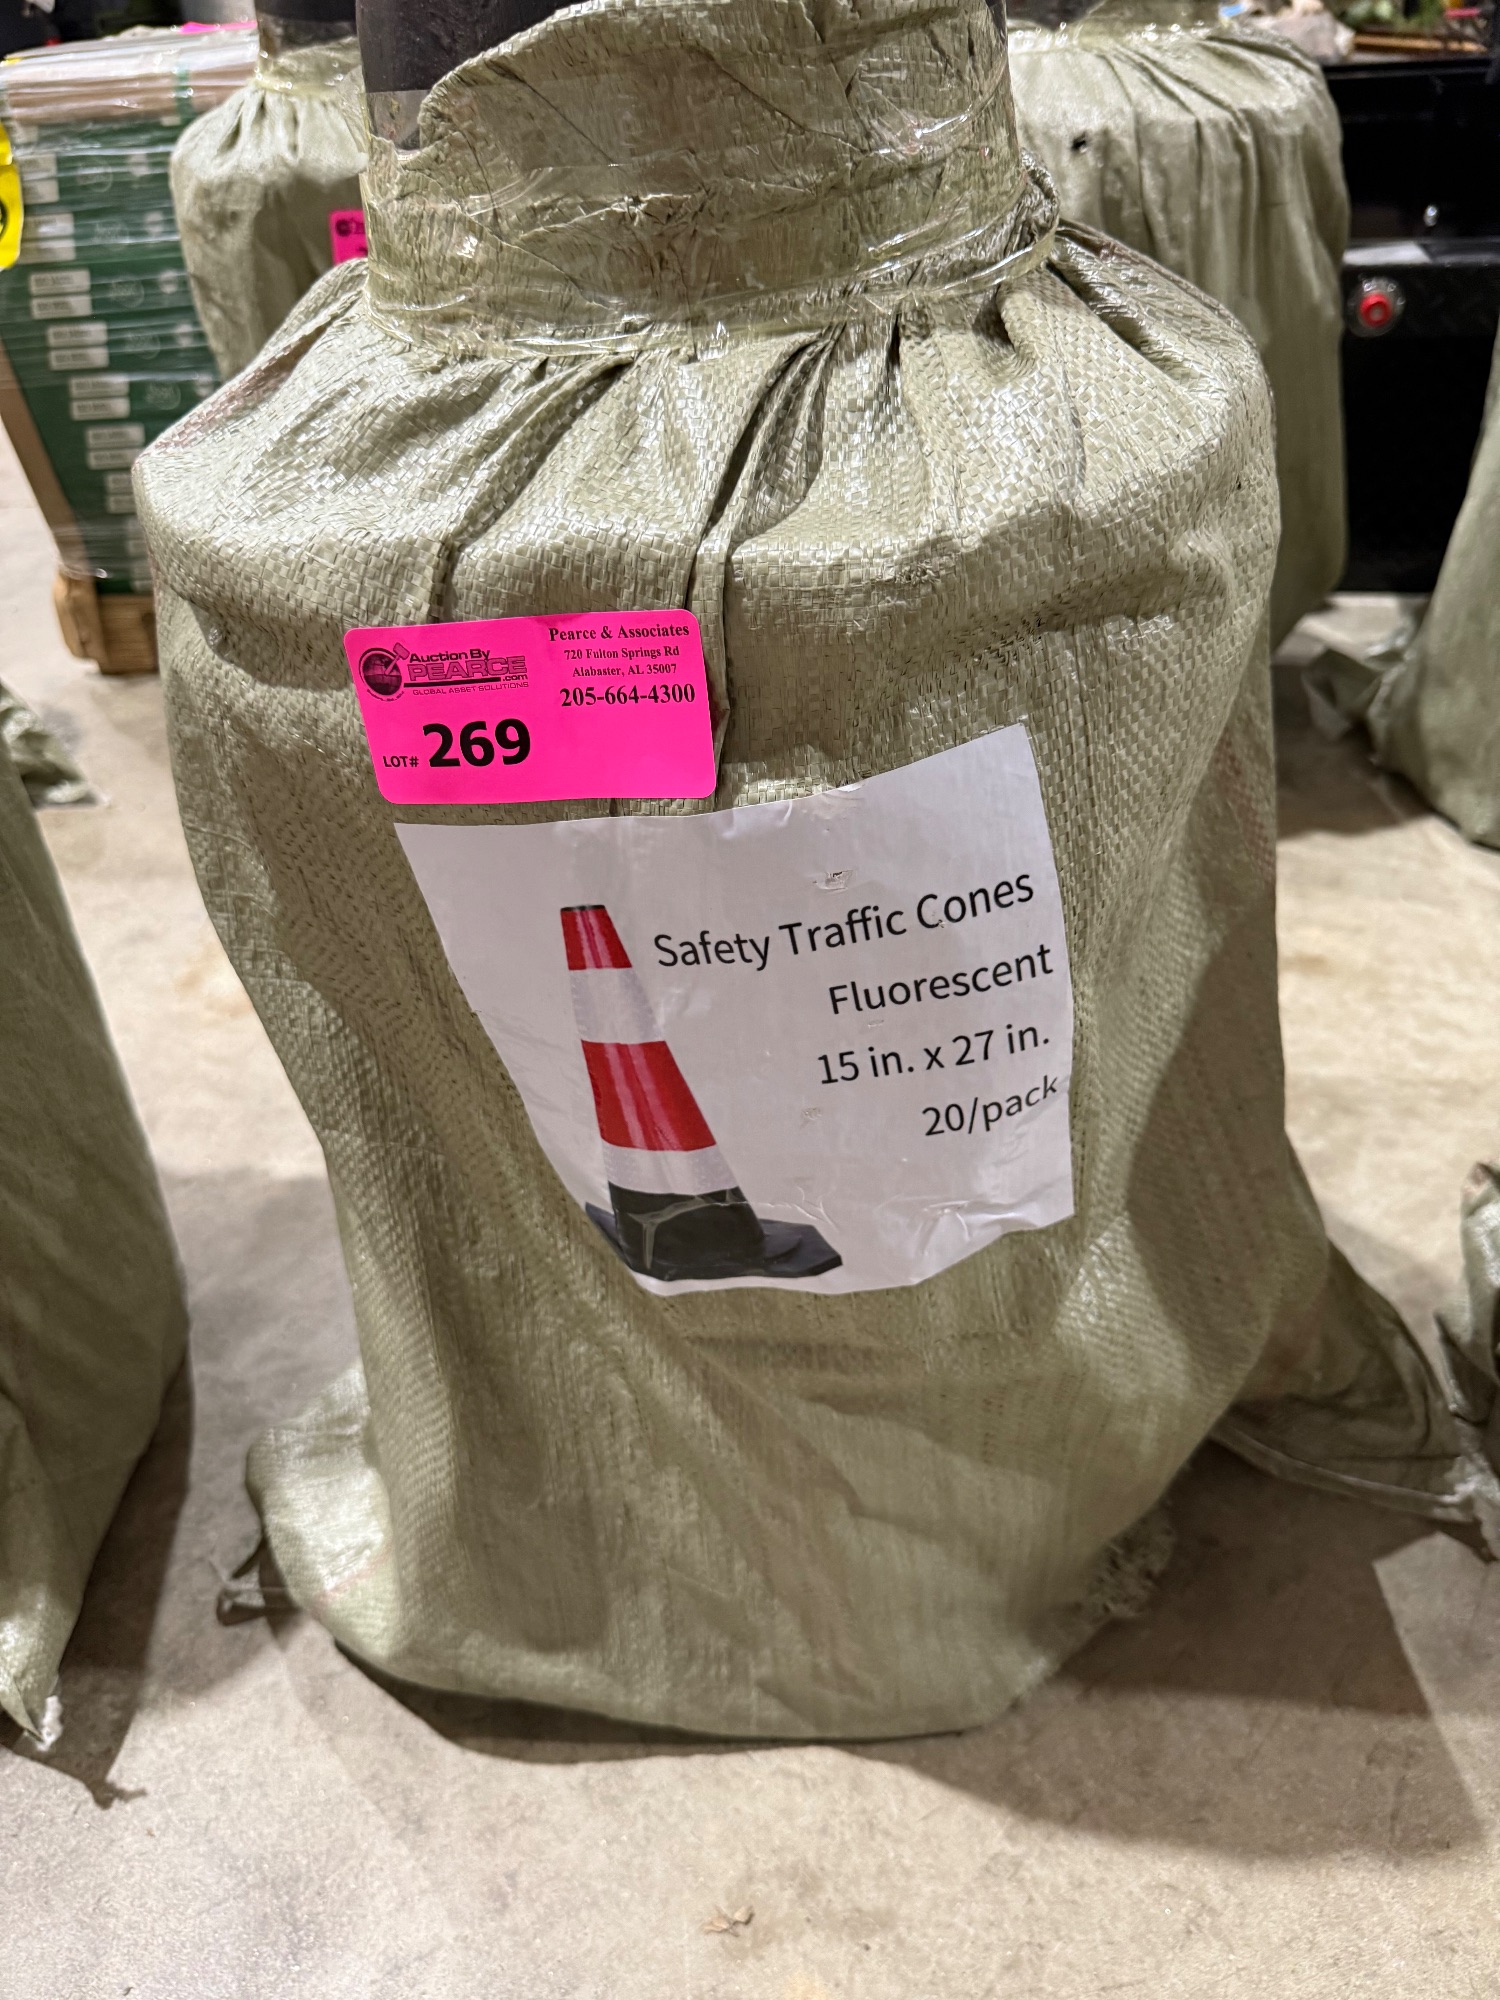 Auction By
PEARCE
.com
GLOBAL ASSET SOLUTIONS
Pearce & Associates
720 Fulton Springs Rd
Alabaster, AL 35007
205-664-4300
LOT# 269
Safety Traffic Cones
Fluorescent
15 in. x 27 in.
20/pack